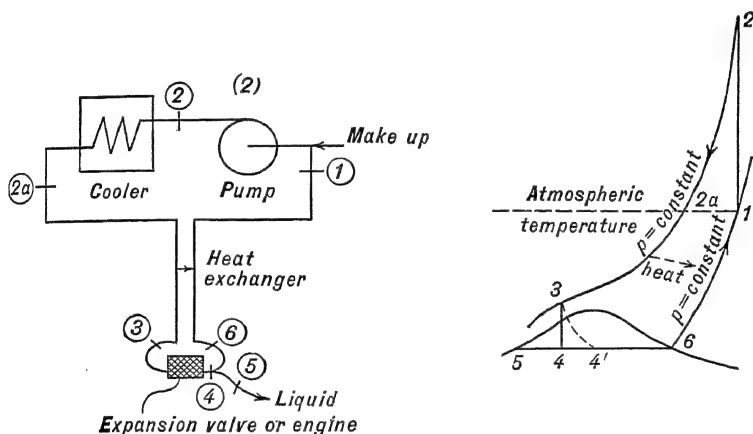 (2)
2
Make up
1
2a
Cooler
Pump
Heat
exchanger
3
6
4
5
Liquid
Expansion valve or engine
2
p=constant
Atmospheric
temperature
2a
1
heat
p=constant
3
5
4
4'
6